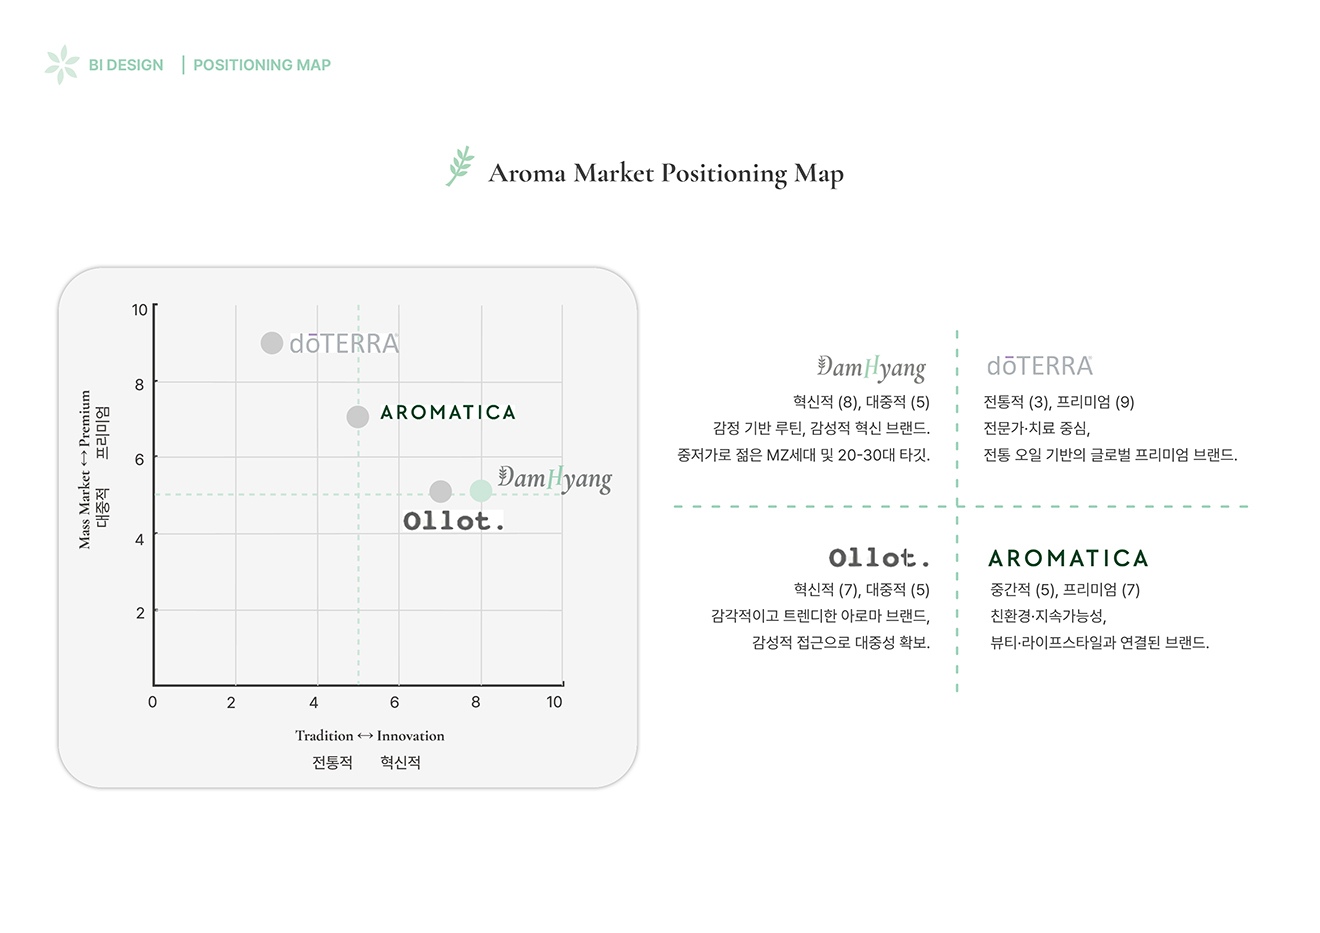 BI DESIGN | POSITIONING MAP
Aroma Market Positioning Map
10
8
6
4
2
0 2 4 6 8 10
Mass Market ↔ Premium
대중적 프리미엄
dōTERRA
AROMATICA
DamHyang
Ollot.
Tradition ↔ Innovation
전통적 혁신적
DamHyang
혁신적 (8), 대중적 (5)
감정 기반 루틴, 감성적 혁신 브랜드.
중저가로 젊은 MZ세대 및 20-30대 타깃.
dōTERRA
전통적 (3), 프리미엄 (9)
전문가·치료 중심,
전통 오일 기반의 글로벌 프리미엄 브랜드.
Ollot.
혁신적 (7), 대중적 (5)
감각적이고 트렌디한 아로마 브랜드,
감성적 접근으로 대중성 확보.
AROMATICA
중간적 (5), 프리미엄 (7)
친환경·지속가능성,
뷰티·라이프스타일과 연결된 브랜드.